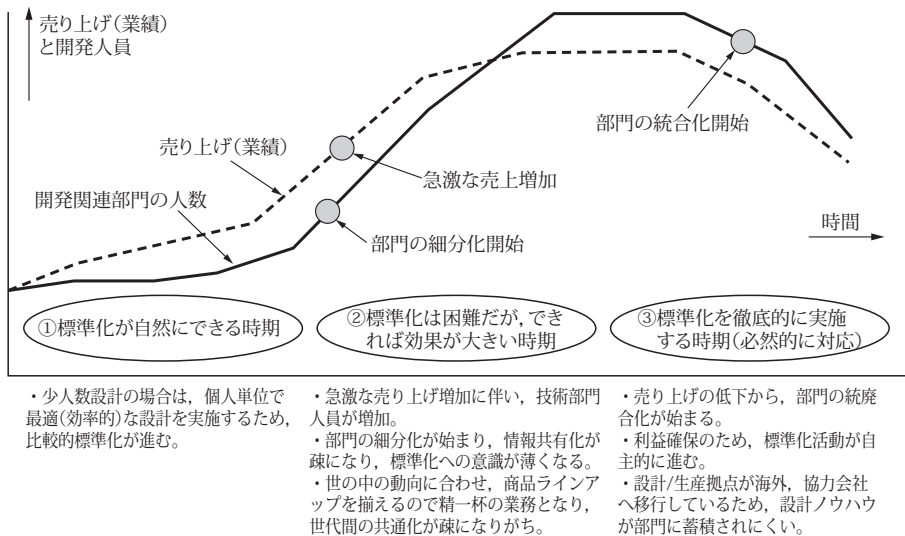 売り上げ（業績）
と開発人員
部門の統合化開始
売り上げ（業績）
急激な売上増加
開発関連部門の人数
時間
部門の細分化開始
①標準化が自然にできる時期
②標準化は困難だが，でき
れば効果が大きい時期
③標準化を徹底的に実施
する時期（必然的に対応）
・少人数設計の場合は，個人単位で
最適（効率的）な設計を実施するため，
比較的標準化が進む。
・急激な売り上げ増加に伴い，技術部門
人員が増加。
・部門の細分化が始まり，情報共有化が
疎になり，標準化への意識が薄くなる。
・世の中の動向に合わせ，商品ラインア
ップを揃えるので精一杯の業務となり，
世代間の共通化が疎になりがち。
・売り上げの低下から，部門の統廃
合化が始まる。
・利益確保のため，標準化活動が自
主的に進む。
・設計/生産拠点が海外，協力会社
へ移行しているため，設計ノウハウ
が部門に蓄積されにくい。